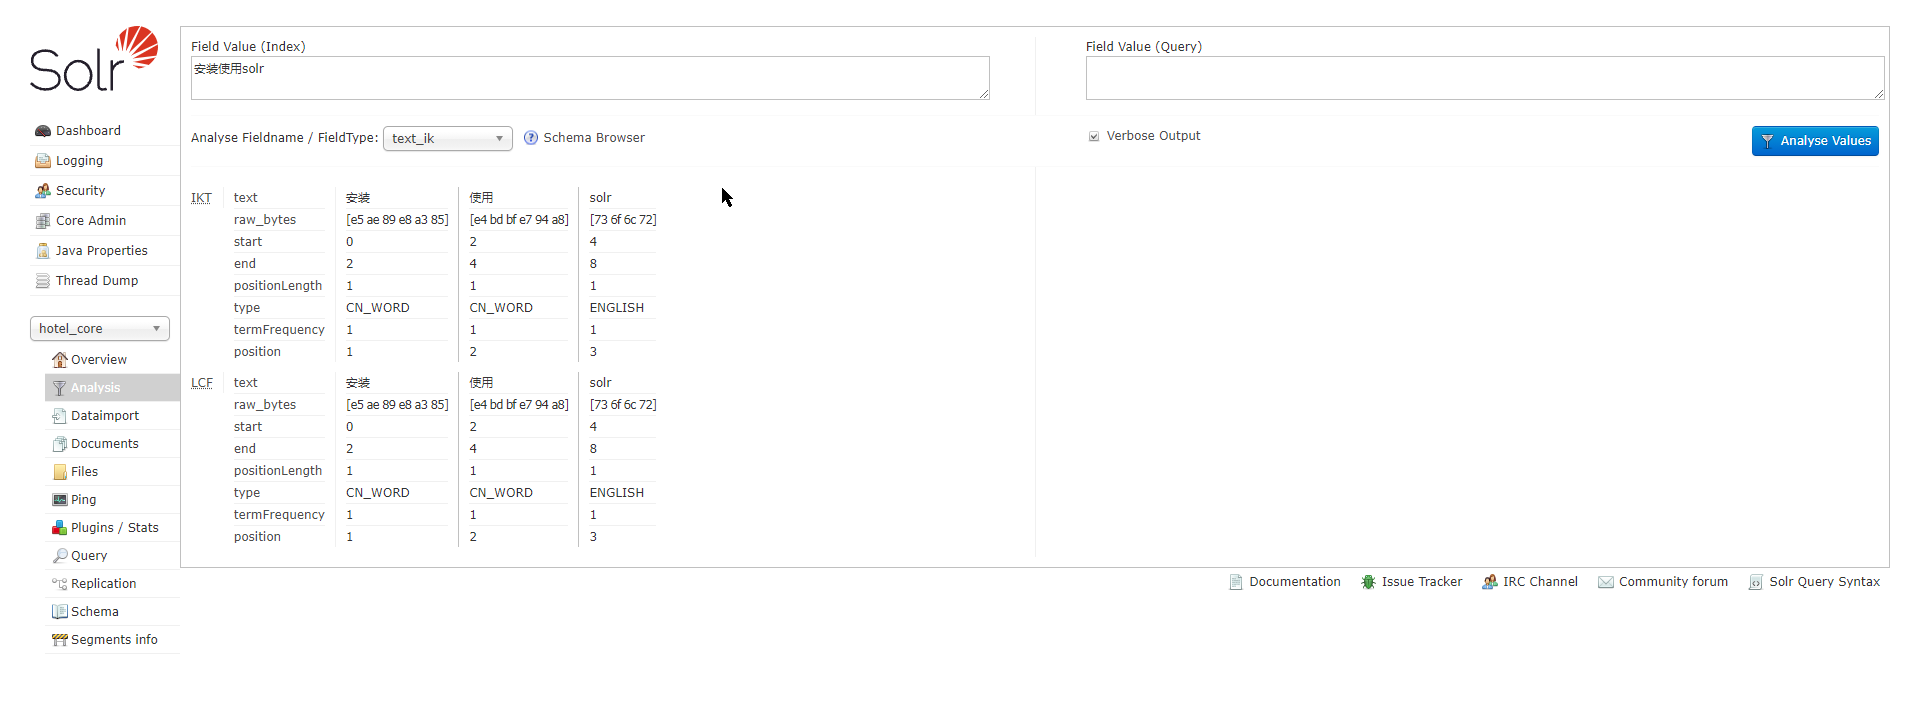 Solr
Dashboard
Logging
Security
Core Admin
Java Properties
Thread Dump
hotel_core
Overview
Analysis
Dataimport
Documents
Files
Ping
Plugins / Stats
Query
Replication
Schema
Segments info
Field Value (Index)
安装使用solr
Field Value (Query)
Analyse Fieldname / FieldType: text_ik Schema Browser
Verbose Output
Analyse Values
IKT text 安装 使用 solr
raw_bytes [e5 ae 89 e8 a3 85] [e4 bd bf e7 94 a8] [73 6f 6c 72]
start 0 2 4
end 2 4 8
positionLength 1 1 1
type CN_WORD CN_WORD ENGLISH
termFrequency 1 1 1
position 1 2 3
LCF text 安装 使用 solr
raw_bytes [e5 ae 89 e8 a3 85] [e4 bd bf e7 94 a8] [73 6f 6c 72]
start 0 2 4
end 2 4 8
positionLength 1 1 1
type CN_WORD CN_WORD ENGLISH
termFrequency 1 1 1
position 1 2 3
Documentation Issue Tracker IRC Channel Community forum Solr Query Syntax